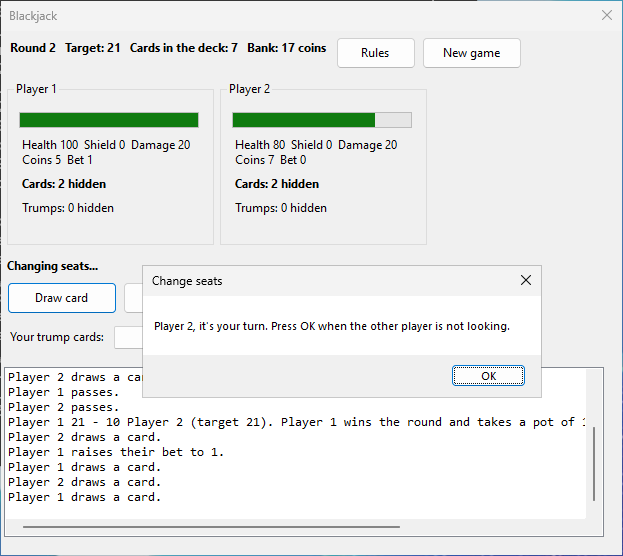 Blackjack
Round 2 Target: 21 Cards in the deck: 7 Bank: 17 coins Rules New game
Player 1 Player 2
Health 100 Shield 0 Damage 20 Health 80 Shield 0 Damage 20
Coins 5 Bet 1 Coins 7 Bet 0
Cards: 2 hidden Cards: 2 hidden
Trumps: 0 hidden Trumps: 0 hidden
Changing seats...
Change seats
Draw card
Player 2, it's your turn. Press OK when the other player is not looking.
Your trump cards:
OK
Player 2 draws a
Player 1 passes.
Player 2 passes.
Player 1 21 - 10 Player 2 (target 21). Player 1 wins the round and takes a pot of
Player 2 draws a card.
Player 1 raises their bet to 1.
Player 1 draws a card.
Player 2 draws a card.
Player 1 draws a card.